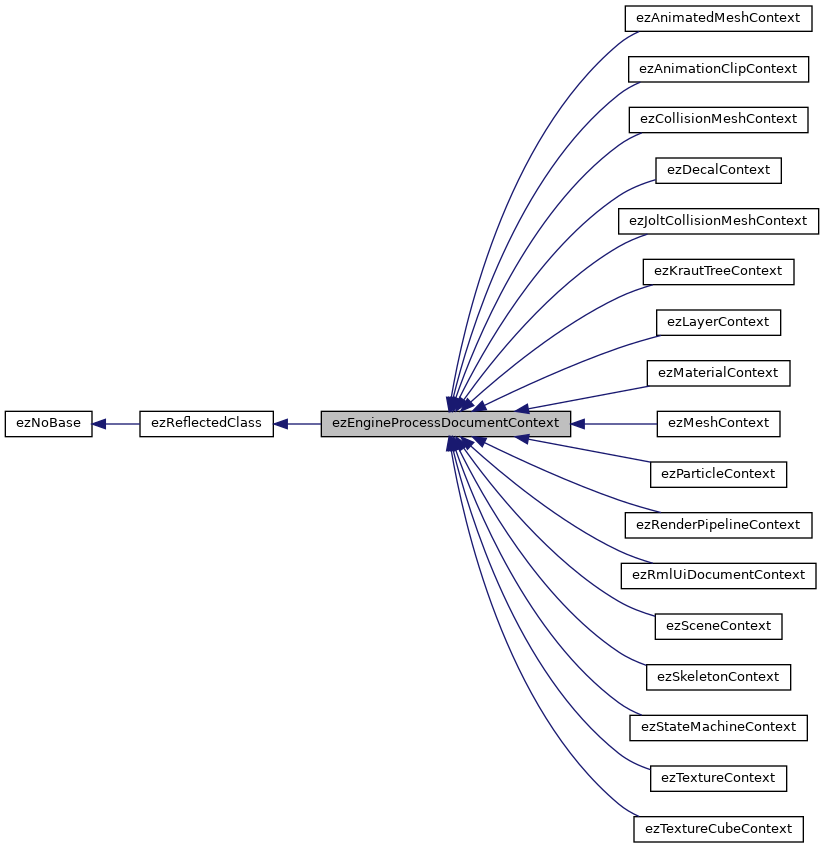 ezAnimatedMeshContext
ezAnimationClipContext
ezCollisionMeshContext
ezDecalContext
ezJoltCollisionMeshContext
ezKrautTreeContext
ezLayerContext
ezMaterialContext
ezNoBase
ezReflectedClass
ezEngineProcessDocumentContext
ezMeshContext
ezParticleContext
ezRenderPipelineContext
ezRmlUiDocumentContext
ezSceneContext
ezSkeletonContext
ezStateMachineContext
ezTextureContext
ezTextureCubeContext